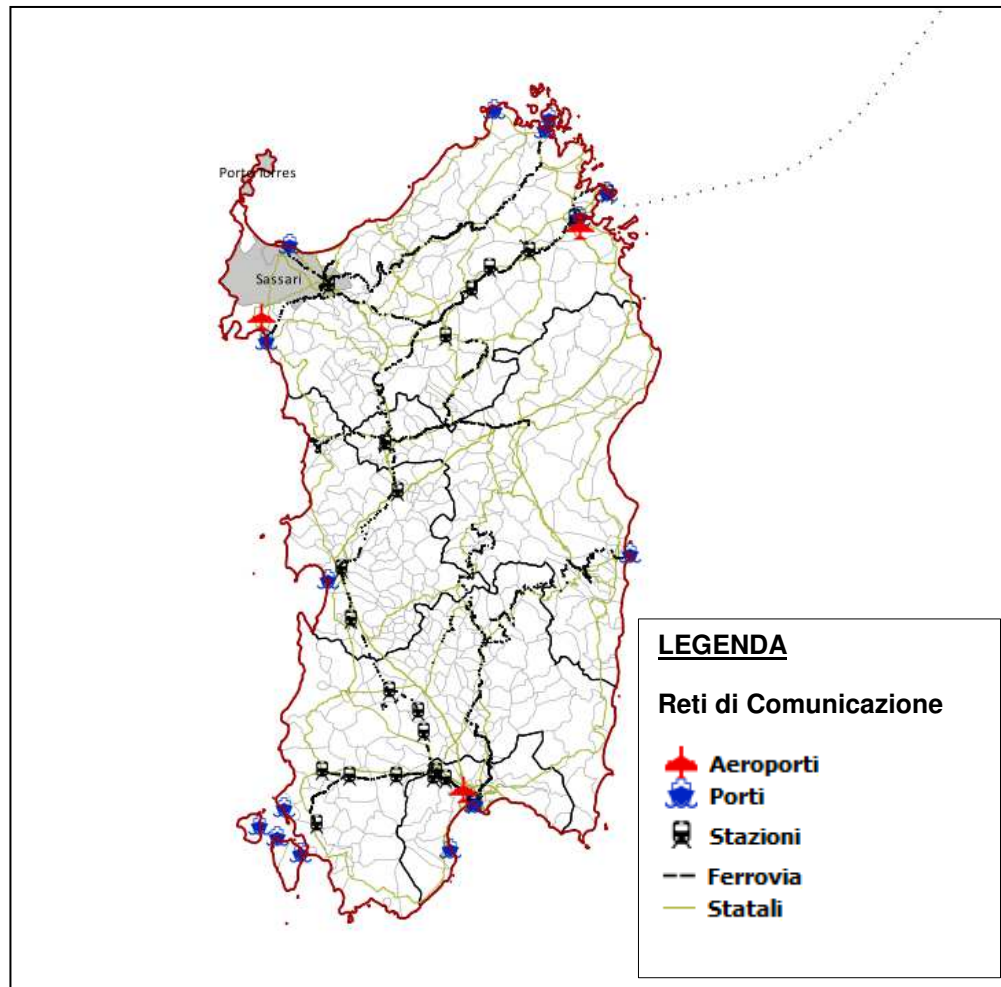 Porto Torres
Sassari
LEGENDA
Reti di Comunicazione
Aeroporti
Porti
Stazioni
Ferrovia
Statali